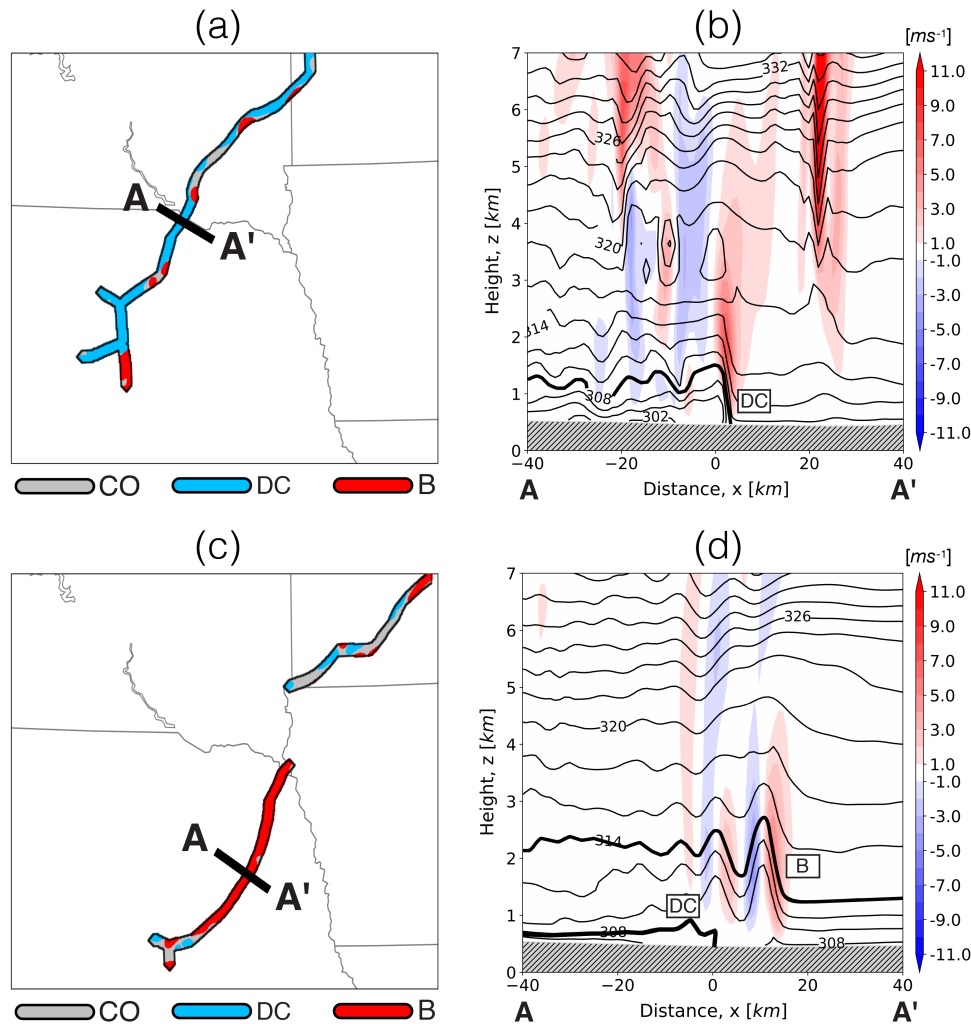 (a)
A
A'
CO DC B
(b)
[ms⁻¹]
7
6
5
4
3
2
1
0
Height, z [km]
332
326
320
314
308
302
DC
11.0
9.0
7.0
5.0
3.0
1.0
-1.0
-3.0
-5.0
-7.0
-9.0
-11.0
−40 −20 0 20 40
A Distance, x [km] A'
(c)
A
A'
CO DC B
(d)
[ms⁻¹]
7
6
5
4
3
2
1
0
Height, z [km]
326
320
314
B
DC
308 308
11.0
9.0
7.0
5.0
3.0
1.0
-1.0
-3.0
-5.0
-7.0
-9.0
-11.0
−40 −20 0 20 40
A Distance, x [km] A'